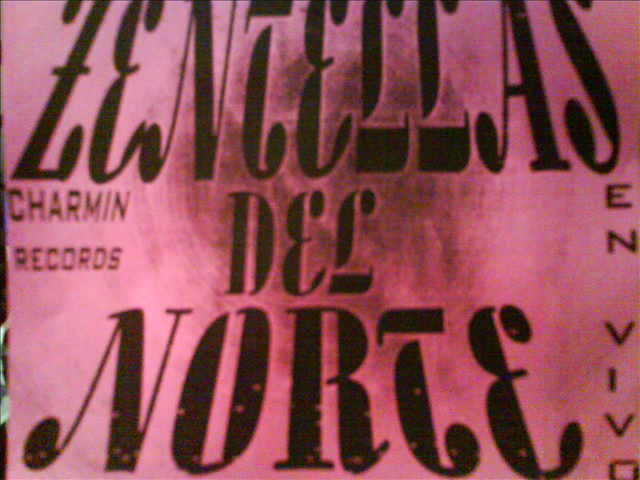 ZENTELLAS
CHARMIN
RECORDS
DEL
NORTE
EN VIVO